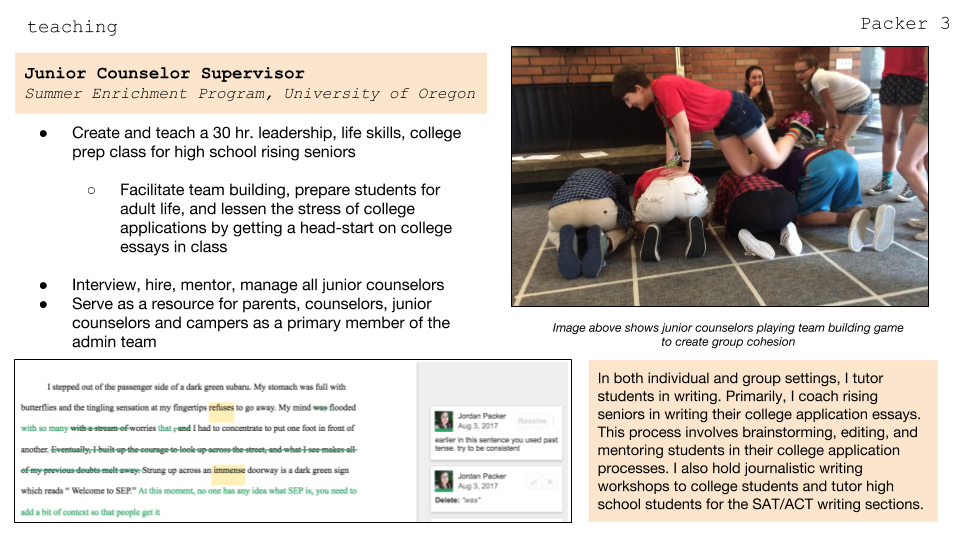 teaching
Packer 3
Junior Counselor Supervisor
Summer Enrichment Program, University of Oregon
● Create and teach a 30 hr. leadership, life skills, college
prep class for high school rising seniors
○ Facilitate team building, prepare students for
adult life, and lessen the stress of college
applications by getting a head-start on college
essays in class
● Interview, hire, mentor, manage all junior counselors
● Serve as a resource for parents, counselors, junior
counselors and campers as a primary member of the
admin team
Image above shows junior counselors playing team building game
to create group cohesion
I stepped out of the passenger side of a dark green subaru. My stomach was full with
butterflies and the tingling sensation at my fingertips refuses to go away. My mind was flooded
with so many with a stream of worries that , and I had to concentrate to put one foot in front of
another. Eventually, I built up the courage to look up across the street, and what I see makes all
of my previous doubts melt away. Strung up across an immense doorway is a dark green sign
which reads “ Welcome to SEP.” At this moment, no one has any idea what SEP is, you need to
add a bit of context so that people get it
Jordan Packer
Aug 3, 2017
Resolve
earlier in this sentence you used past
tense. try to be consistent
Jordan Packer
Aug 3, 2017
Delete: "was"
In both individual and group settings, I tutor
students in writing. Primarily, I coach rising
seniors in writing their college application essays.
This process involves brainstorming, editing, and
mentoring students in their college application
processes. I also hold journalistic writing
workshops to college students and tutor high
school students for the SAT/ACT writing sections.